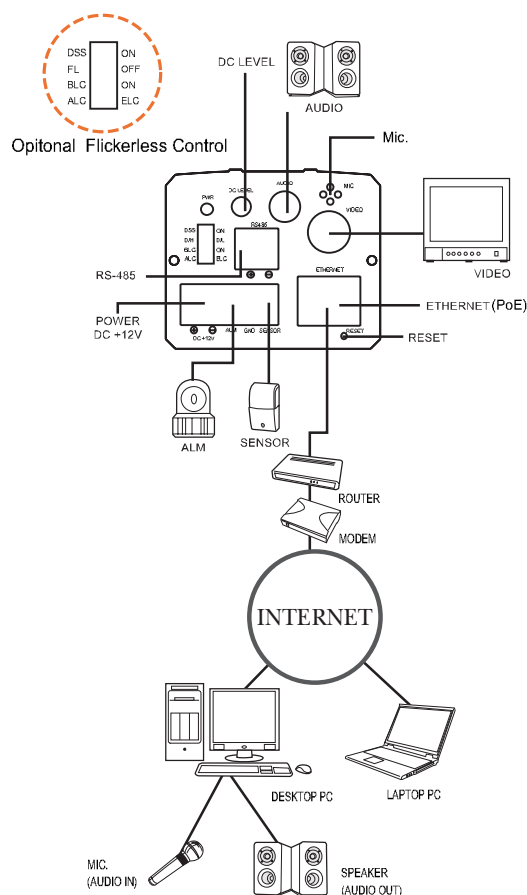 DSS ON
FL OFF
BLC ON
ALC ELC
Opitonal Flickerless Control
DC LEVEL
AUDIO
Mic.
PWR
DC LEVEL
AUDIO
MIC
VIDEO
DSS ON
D/H D/L
BLC ON
ALC ELC
RS485
ETHERNET
VIDEO
RS-485
ETHERNET (PoE)
POWER
DC +12V
DC +12V
ALM
GND
SENSOR
RESET
RESET
ALM
SENSOR
ROUTER
MODEM
INTERNET
DESKTOP PC
LAPTOP PC
MIC.
(AUDIO IN)
SPEAKER
(AUDIO OUT)